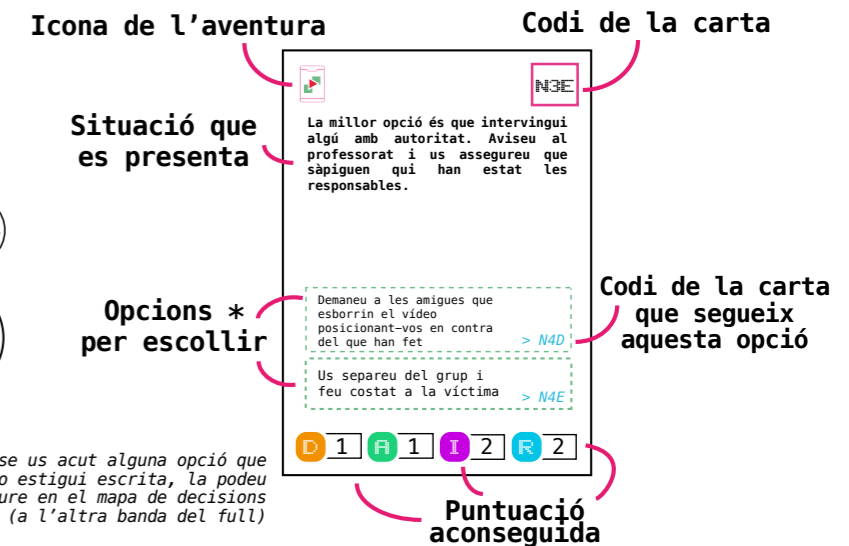 Icona de l’aventura
Codi de la carta
N3E
Situació que
es presenta
La millor opció és que intervingui
algú amb autoritat. Aviseu al
professorat i us assegureu que
sàpiguen qui han estat les
responsables.
Opcions *
per escollir
Demaneu a les amigues que
esborrin el vídeo
posicionant-vos en contra
del que han fet
> N4D
Us separeu del grup i
feu costat a la víctima
> N4E
Codi de la carta
que segueix
aquesta opció
D 1 A 1 I 2 R 2
se us acut alguna opció que
estigui escrita, la podeu
en el mapa de decisions
(a l’altra banda del full)
Puntuació
aconseguida